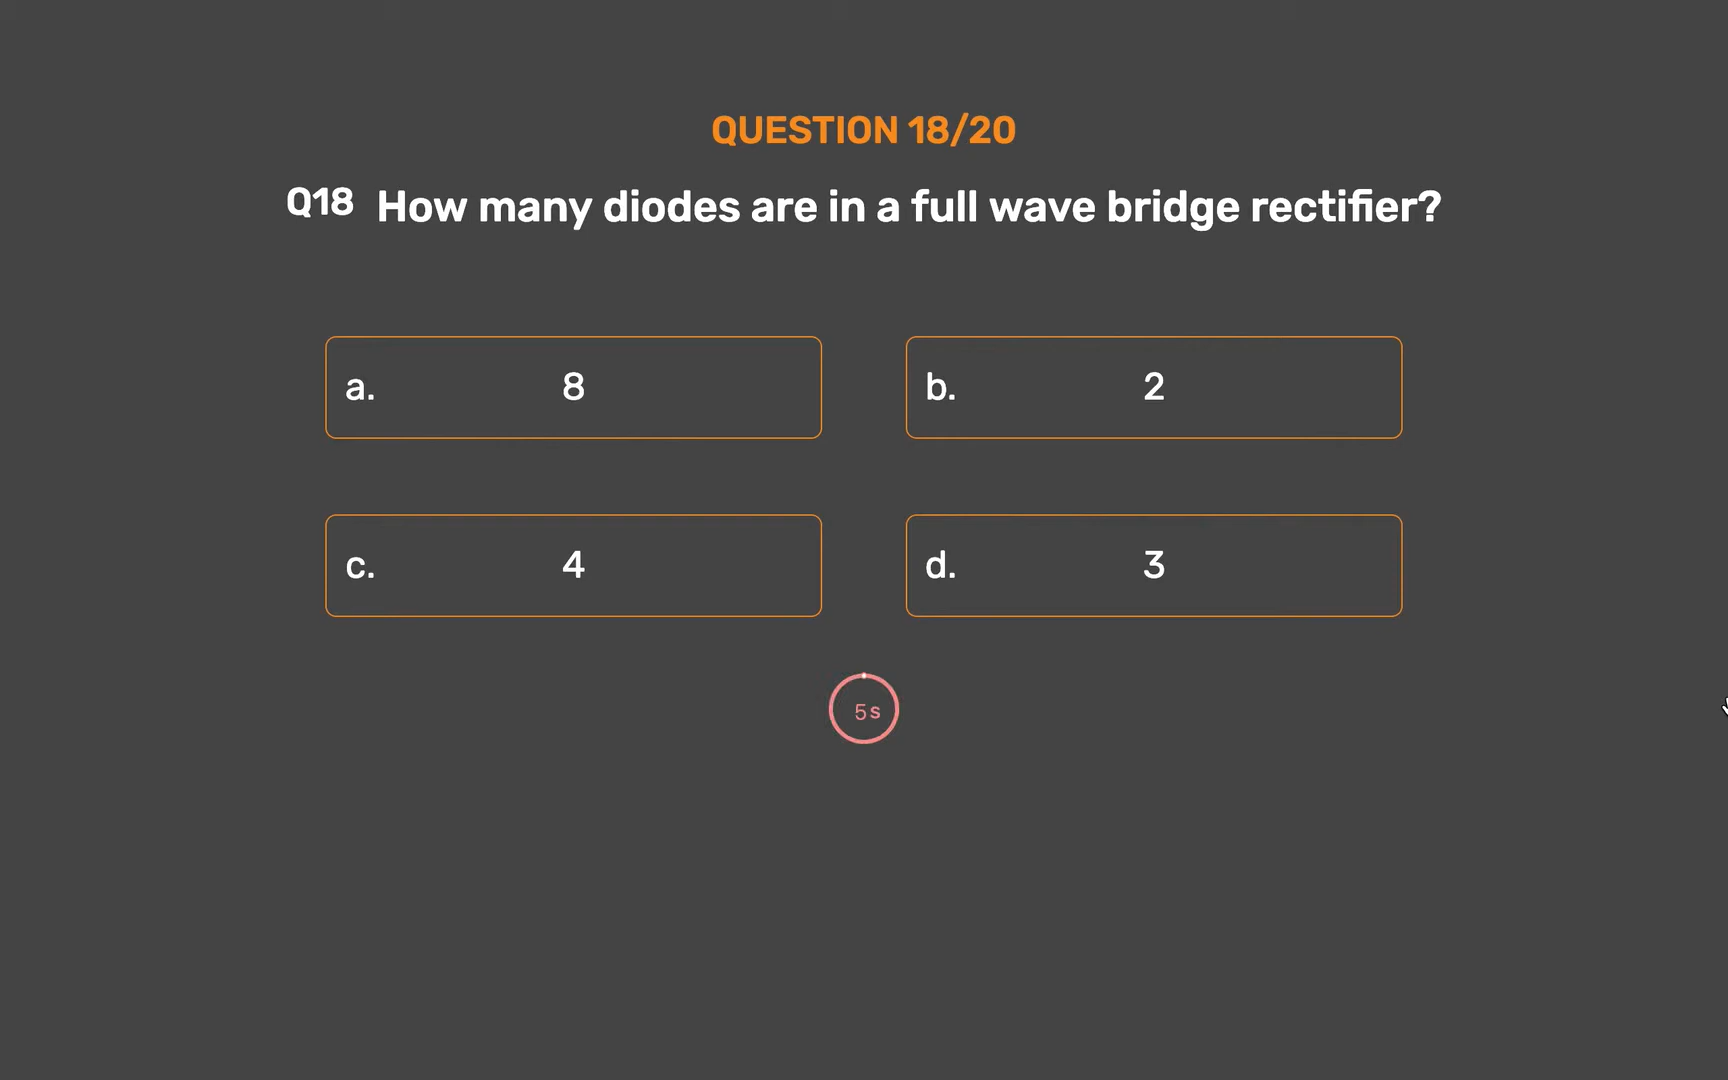 QUESTION 18/20
Q18 How many diodes are in a full wave bridge rectifier?
a. 8
b. 2
c. 4
d. 3
5s